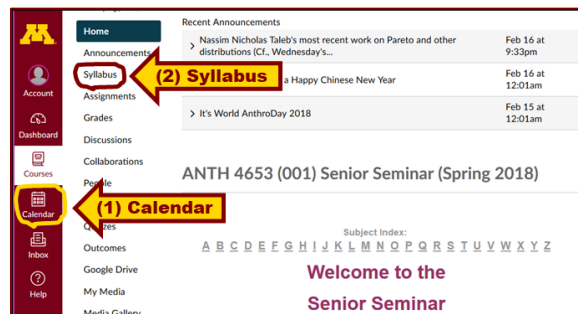 Account
Dashboard
Courses
Calendar
Inbox
Help
Home
Announcements
Syllabus
Assignments
Grades
Discussions
Collaborations
People
Quizzes
Outcomes
Google Drive
My Media
Media Gallery
(2) Syllabus
(1) Calendar
Recent Announcements
Nassim Nicholas Taleb's most recent work on Pareto and other
distributions (Cf., Wednesday's...
Feb 16 at
9:33pm
a Happy Chinese New Year
Feb 16 at
12:01am
It's World AnthroDay 2018
Feb 15 at
12:01am
ANTH 4653 (001) Senior Seminar (Spring 2018)
Subject Index:
A B C D E F G H I J K L M N O P Q R S T U V W X Y Z
Welcome to the
Senior Seminar